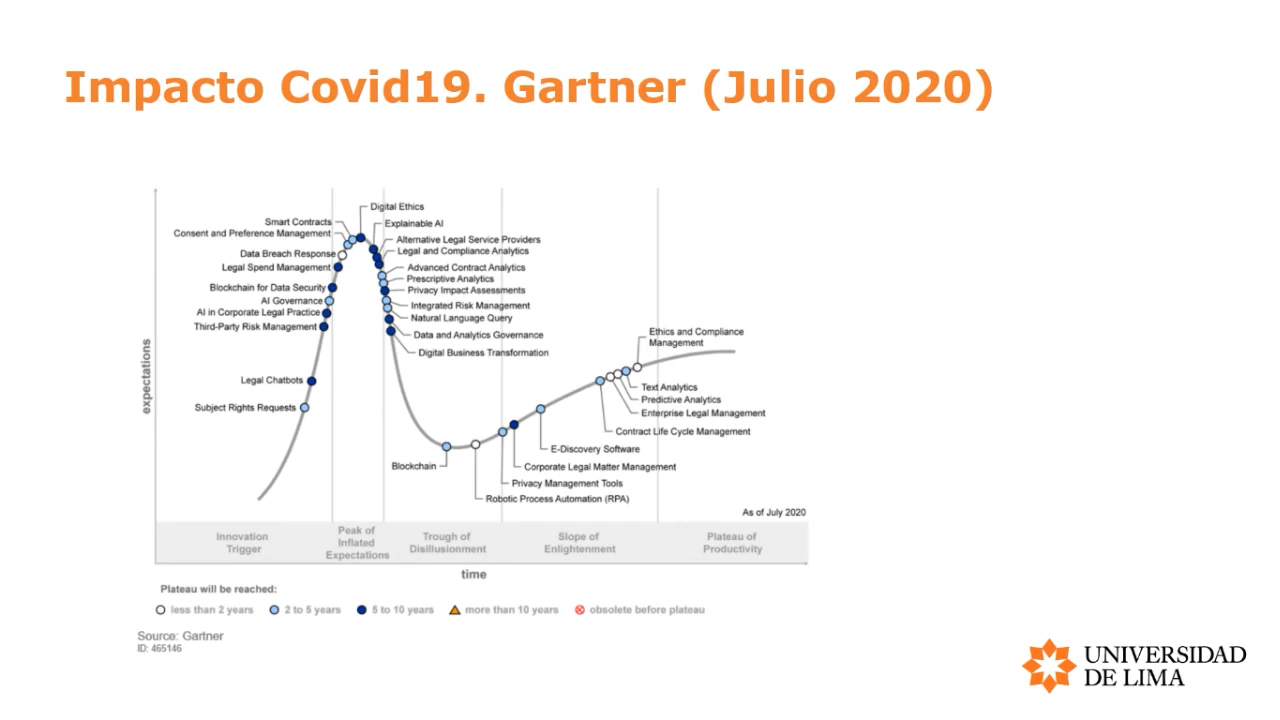 Impacto Covid19. Gartner (Julio 2020)
Digital Ethics
Smart Contracts
Explainable AI
Consent and Preference Management
Alternative Legal Service Providers
Data Breach Response
Legal and Compliance Analytics
Legal Spend Management
Advanced Contract Analytics
Prescriptive Analytics
Blockchain for Data Security
Privacy Impact Assessments
AI Governance
Integrated Risk Management
AI in Corporate Legal Practice
Natural Language Query
Third-Party Risk Management
Data and Analytics Governance
Digital Business Transformation
Legal Chatbots
Subject Rights Requests
Ethics and Compliance
Management
Text Analytics
Predictive Analytics
Enterprise Legal Management
Contract Life Cycle Management
E-Discovery Software
Blockchain
Corporate Legal Matter Management
Privacy Management Tools
Robotic Process Automation (RPA)
expectations
As of July 2020
Innovation
Trigger
Peak of
Inflated
Expectations
Trough of
Disillusionment
Slope of
Enlightenment
Plateau of
Productivity
time
Plateau will be reached:
less than 2 years
2 to 5 years
5 to 10 years
more than 10 years
obsolete before plateau
Source: Gartner
ID: 465146
UNIVERSIDAD
DE LIMA